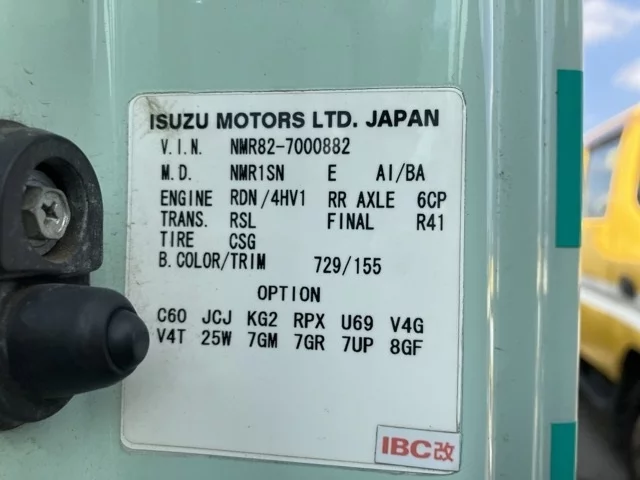 ISUZU MOTORS LTD. JAPAN
V.I.N. NMR82-7000882
M.D. NMR1SN E AI/BA
ENGINE RDN/4HV1 RR AXLE 6CP
TRANS. RSL FINAL R41
TIRE CSG
B.COLOR/TRIM 729/155
OPTION
C60 JCJ KG2 RPX U69 V4G
V4T 25W 7GM 7GR 7UP 8GF
IBC改